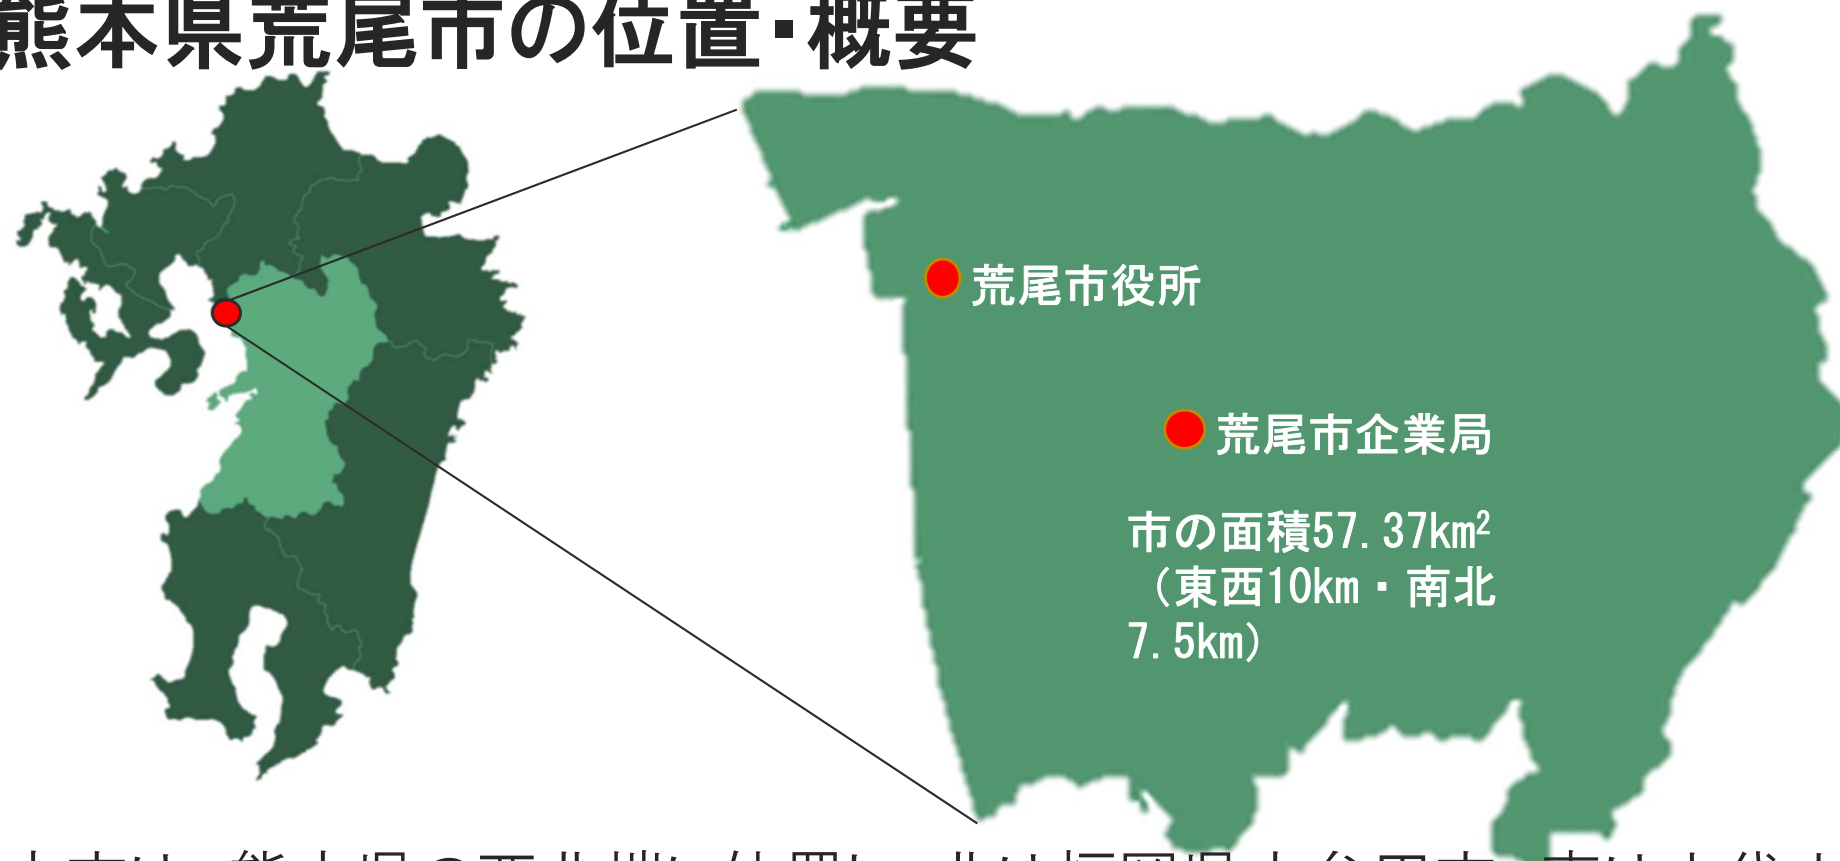 熊本県荒尾市の位置・概要
荒尾市役所
荒尾市企業局
市の面積57.37km²
（東西10km・南北
7.5km）